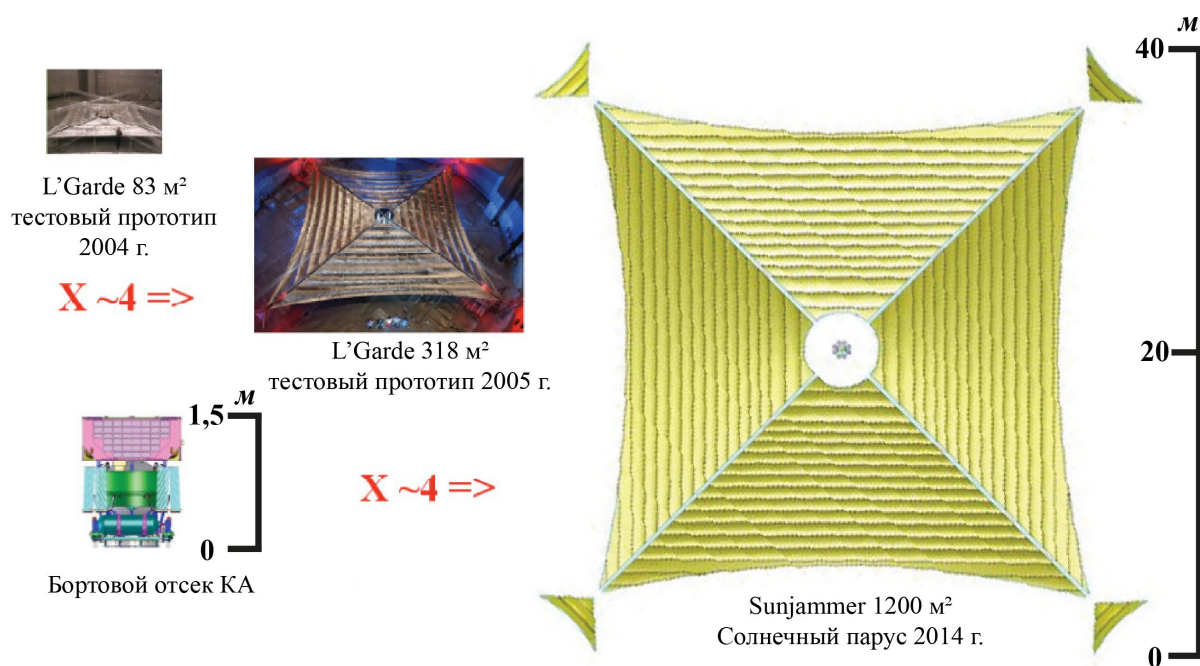 L’Garde 83 м²
тестовый прототип
2004 г.
X ~4 =>
L’Garde 318 м²
тестовый прототип 2005 г.
1,5 м
0
Бортовой отсек КА
X ~4 =>
Sunjammer 1200 м²
Солнечный парус 2014 г.
м
40
20
0